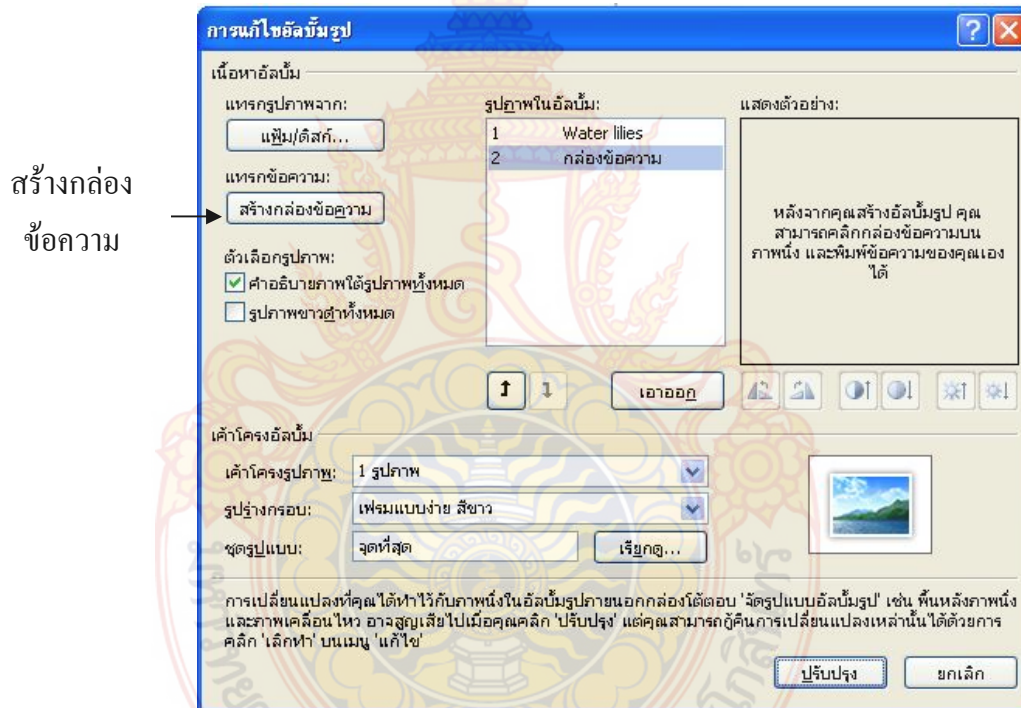 การแก้ไขอัลบั้มรูป
เนื้อหาอัลบั้ม
แทรกรูปภาพจาก:
แฟ้ม/ดิสก์...
แทรกข้อความ:
สร้างกล่องข้อความ
ตัวเลือกรูปภาพ:
คำอธิบายภาพใต้รูปภาพทั้งหมด
รูปภาพขาวดำทั้งหมด
รูปภาพในอัลบั้ม:
1 Water lilies
2 กล่องข้อความ
เอาออก
แสดงตัวอย่าง:
หลังจากคุณสร้างอัลบั้มรูป คุณ
สามารถคลิกกล่องข้อความบน
ภาพนิ่ง และพิมพ์ข้อความของคุณเอง
ได้
สร้างกล่อง
ข้อความ
เค้าโครงอัลบั้ม
เค้าโครงรูปภาพ: 1 รูปภาพ
รูปร่างกรอบ: เฟรมแบบง่าย สีขาว
ชุดรูปแบบ: จุดที่สุด เรียกดู...
การเปลี่ยนแปลงที่คุณได้ทำไว้กับภาพนิ่งในอัลบั้มรูปภายนอกกล่องโต้ตอบ 'จัดรูปแบบอัลบั้มรูป' เช่น พื้นหลังภาพนิ่ง
และภาพเคลื่อนไหว อาจสูญเสียไปเมื่อคุณคลิก 'ปรับปรุง' แต่คุณสามารถกู้คืนการเปลี่ยนแปลงเหล่านั้นได้ด้วยการ
คลิก 'เลิกทำ' บนเมนู 'แก้ไข'
ปรับปรุง ยกเลิก